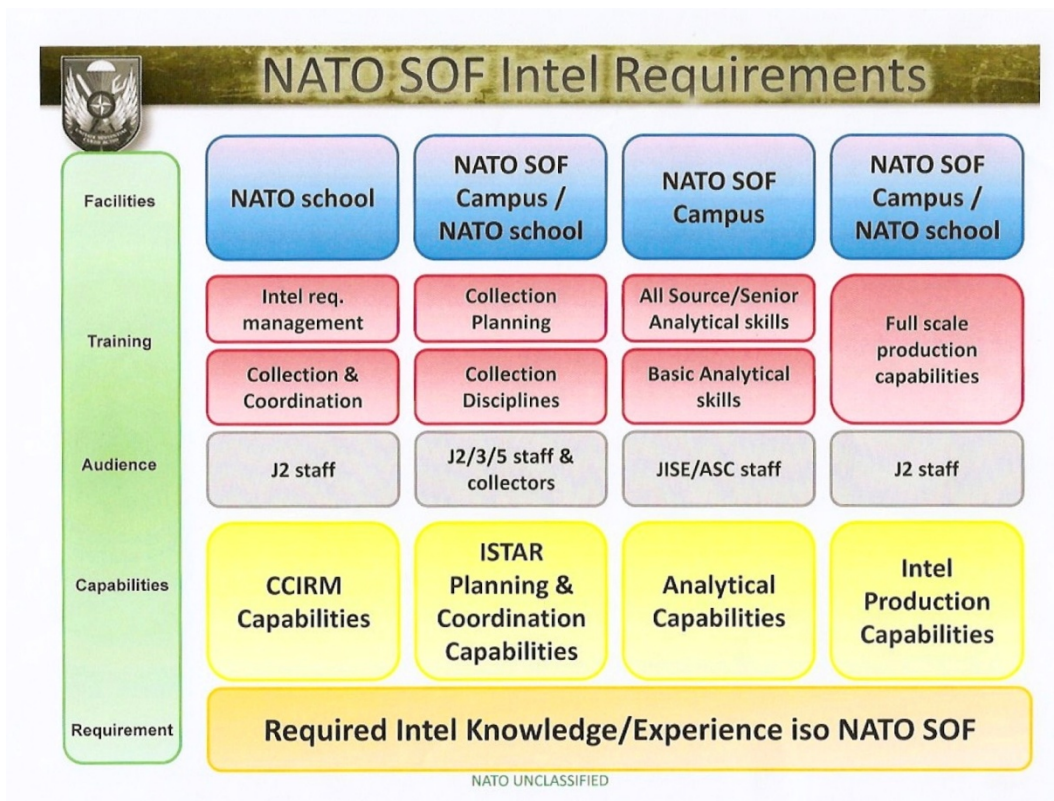 NATO SOF Intel Requirements
Facilities
NATO school
NATO SOF
Campus /
NATO school
NATO SOF
Campus
NATO SOF
Campus /
NATO school
Training
Intel req.
management
Collection
Planning
All Source/Senior
Analytical skills
Full scale
production
capabilities
Collection &
Coordination
Collection
Disciplines
Basic Analytical
skills
Audience
J2 staff
J2/3/5 staff &
collectors
JISE/ASC staff
J2 staff
Capabilities
CCIRM
Capabilities
ISTAR
Planning &
Coordination
Capabilities
Analytical
Capabilities
Intel
Production
Capabilities
Requirement
Required Intel Knowledge/Experience iso NATO SOF
NATO UNCLASSIFIED